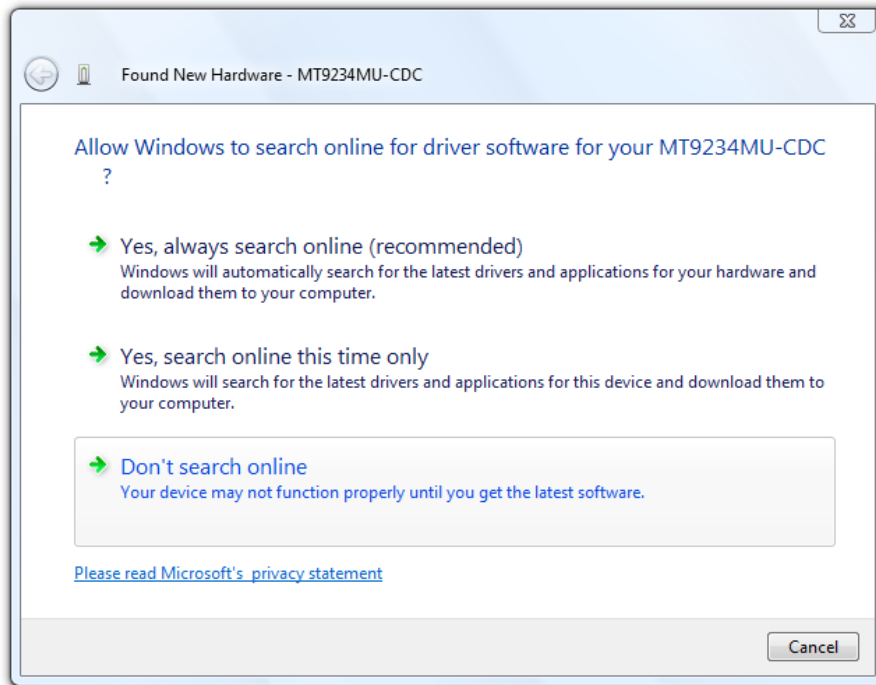 Found New Hardware - MT9234MU-CDC
Allow Windows to search online for driver software for your MT9234MU-CDC
?
Yes, always search online (recommended)
Windows will automatically search for the latest drivers and applications for your hardware and
download them to your computer.
Yes, search online this time only
Windows will search for the latest drivers and applications for this device and download them to
your computer.
Don't search online
Your device may not function properly until you get the latest software.
Please read Microsoft's privacy statement
Cancel